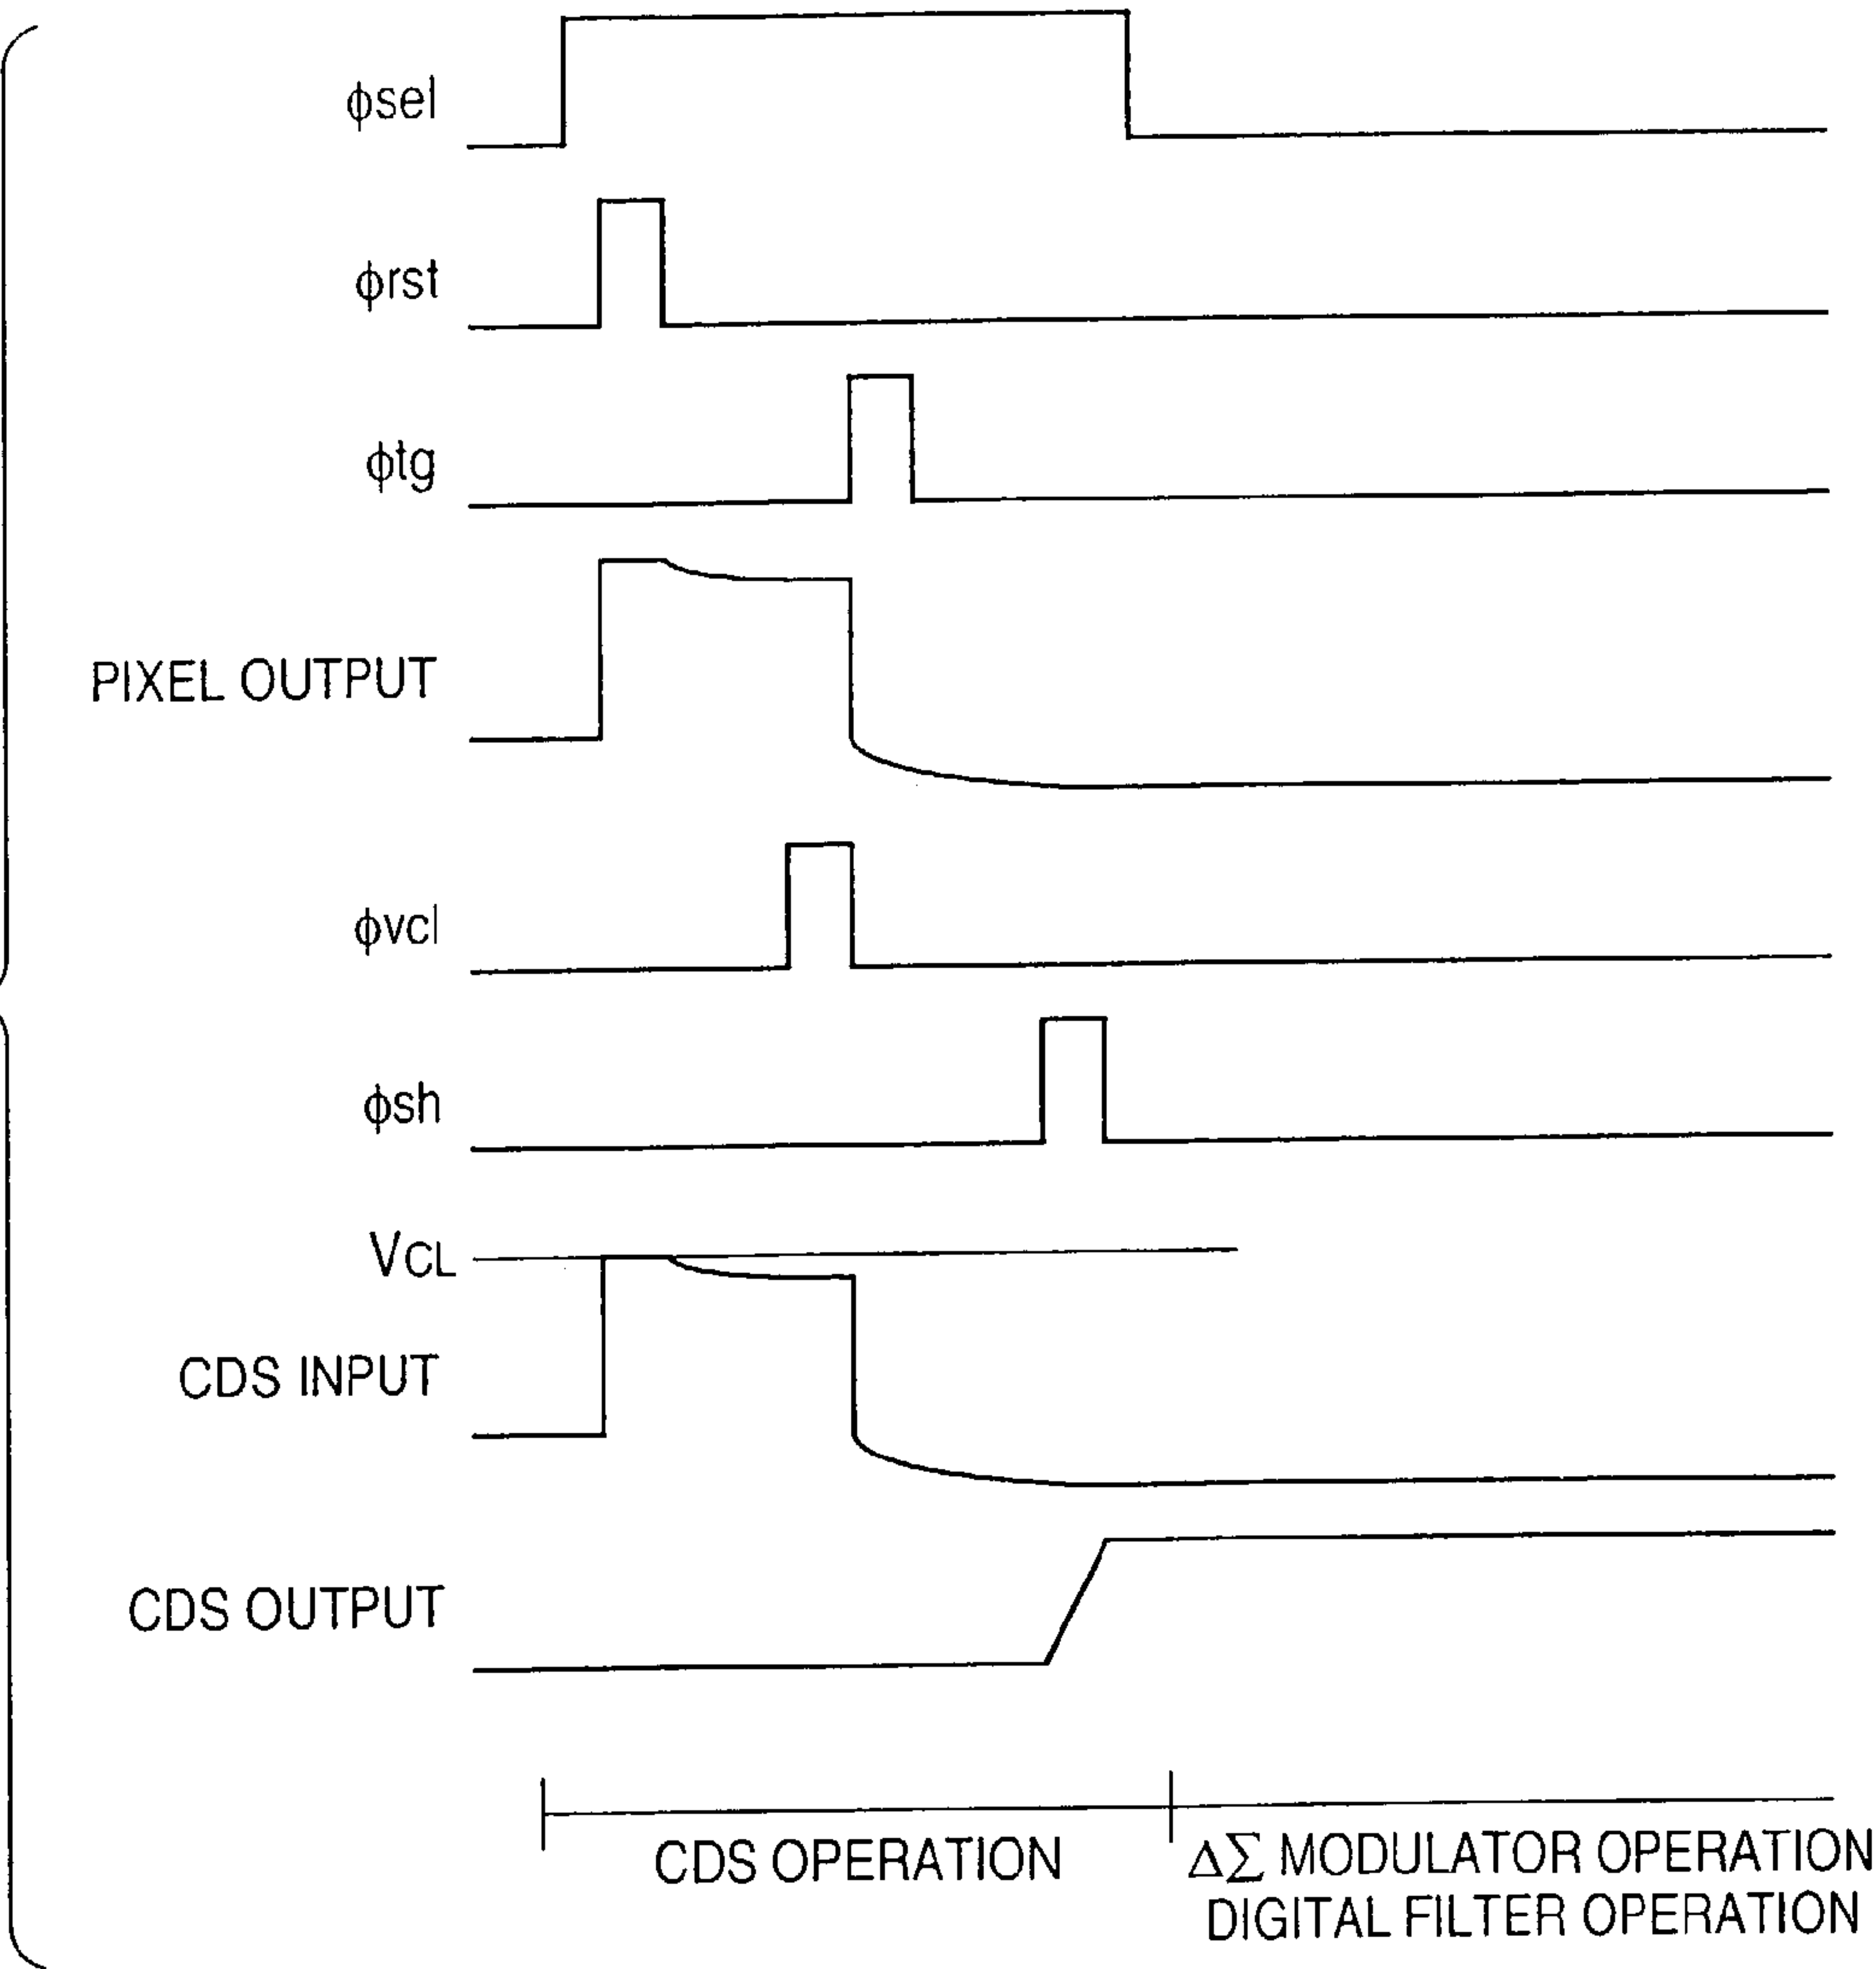 ϕsel
ϕrst
ϕtg
PIXEL OUTPUT
ϕvcl
ϕsh
VCL
CDS INPUT
CDS OUTPUT
CDS OPERATION
ΔΣ MODULATOR OPERATION
DIGITAL FILTER OPERATION